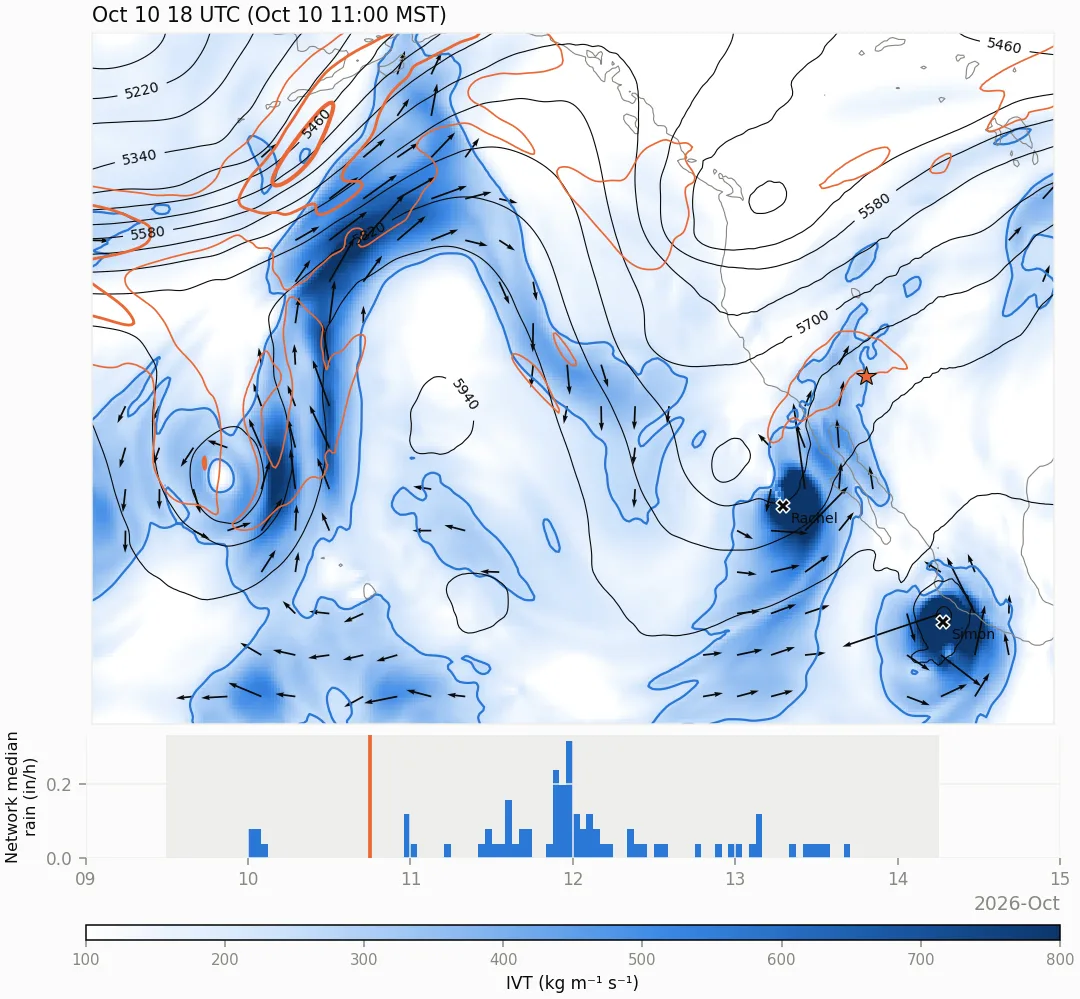 Oct 10 18 UTC (Oct 10 11:00 MST)
5460
5220
5460
5340
5580
5580
5820
5700
5940
Rachel
Simon
Network median
rain (in/h)
0.2
0.0
09 10 11 12 13 14 15
2026-Oct
100 200 300 400 500 600 700 800
IVT (kg m⁻¹ s⁻¹)